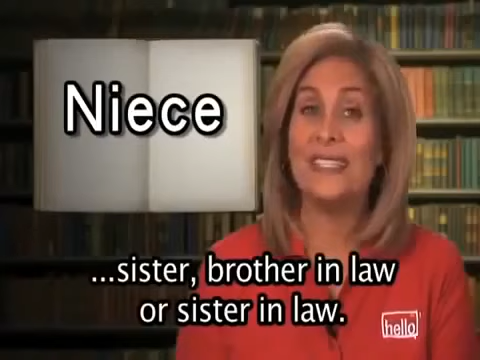 Niece
...sister, brother in law
or sister in law.
hello